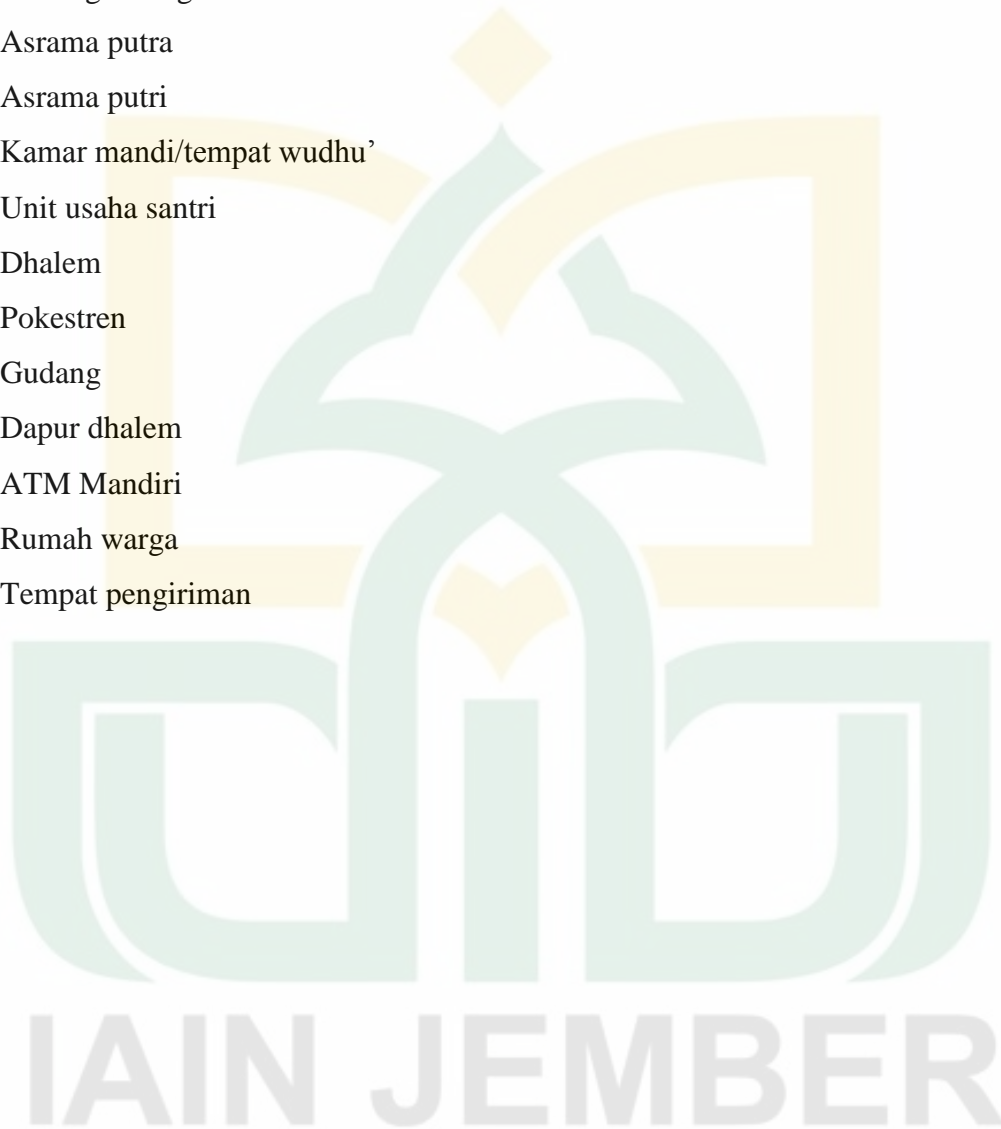 Asrama putra
Asrama putri
Kamar mandi/tempat wudhu’
Unit usaha santri
Dhalem
Pokestren
Gudang
Dapur dhalem
ATM Mandiri
Rumah warga
Tempat pengiriman
IAIN JEMBER